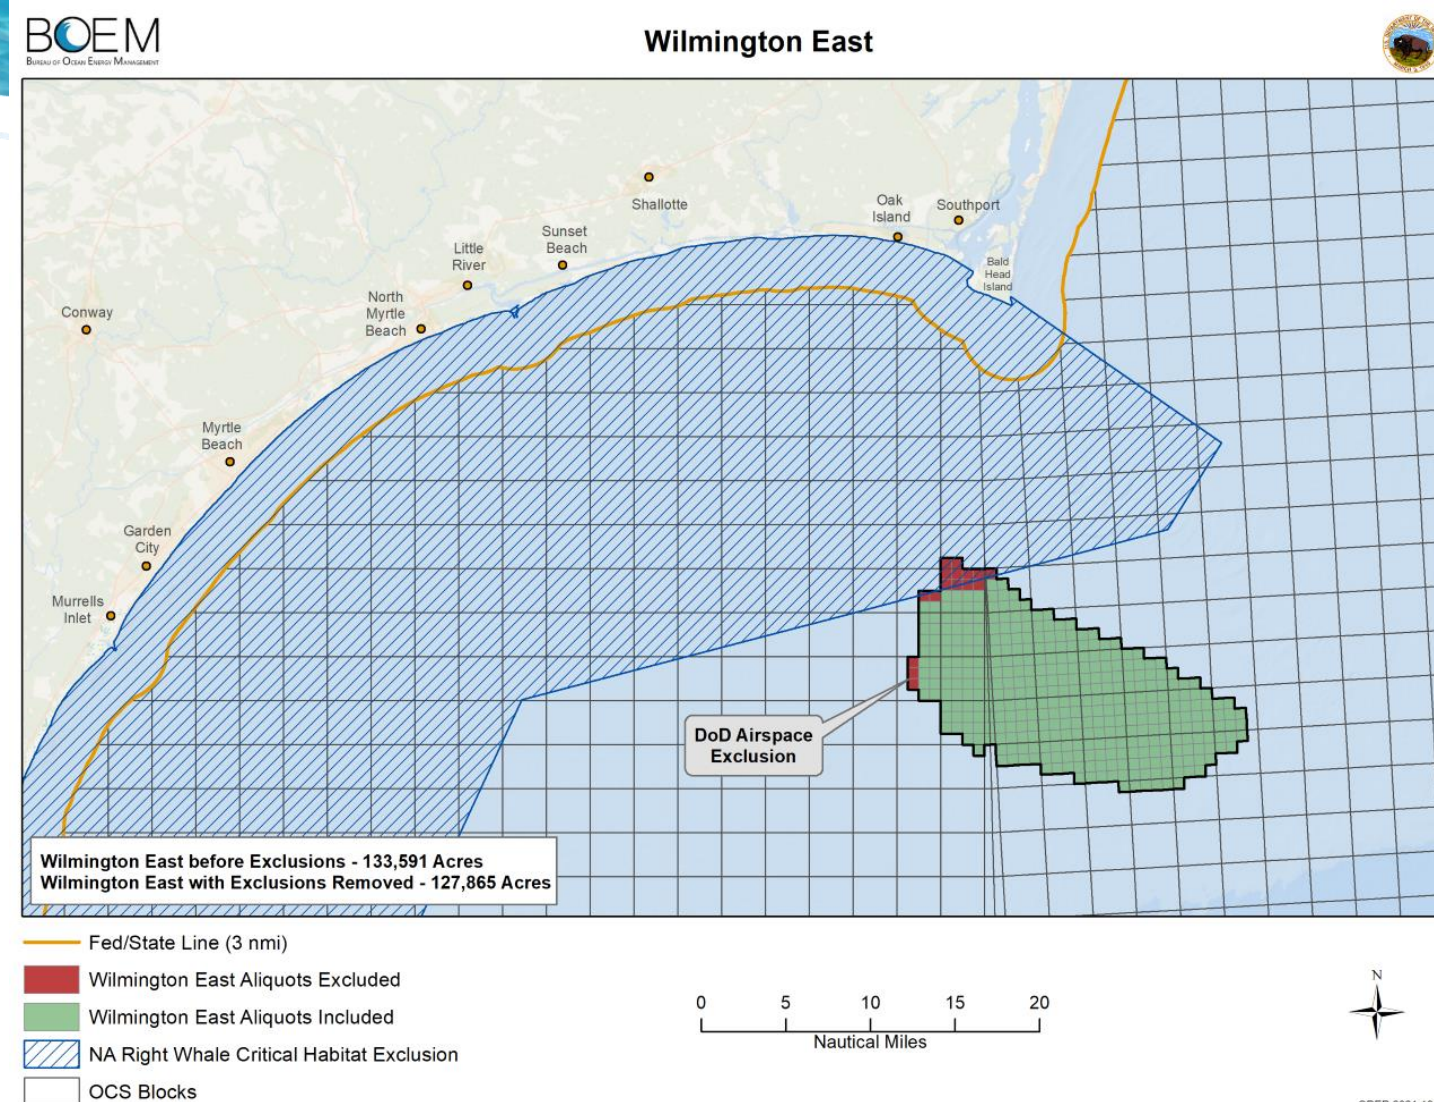 BOEM
BUREAU OF OCEAN ENERGY MANAGEMENT
Wilmington East
Shallotte
Oak
Island
Southport
Sunset
Beach
Little
River
Bald
Head
Island
North
Myrtle
Beach
Conway
Myrtle
Beach
Garden
City
Murrells
Inlet
DoD Airspace
Exclusion
Wilmington East before Exclusions - 133,591 Acres
Wilmington East with Exclusions Removed - 127,865 Acres
Fed/State Line (3 nmi)
Wilmington East Aliquots Excluded
Wilmington East Aliquots Included
NA Right Whale Critical Habitat Exclusion
OCS Blocks
0 5 10 15 20
Nautical Miles
N